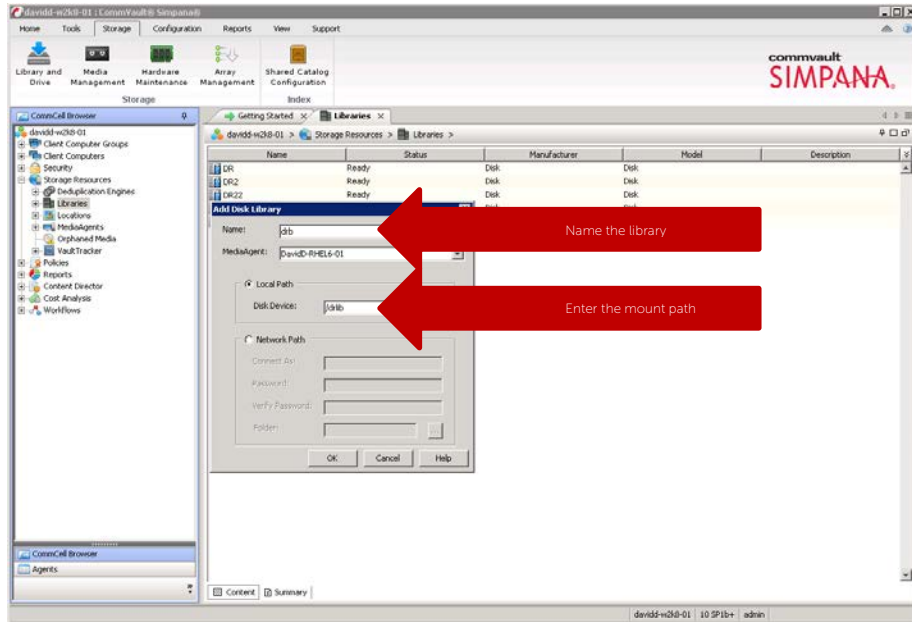 davidd-w2k8-01 : CommVault® Simpana®
Home Tools Storage Configuration Reports View Support
Library and Drive
Media Management
Hardware Maintenance
Array Management
Shared Catalog Configuration
Storage
Index
commvault
SIMPANA
CommCell Browser
Getting Started
Libraries
davidd-w2k8-01
davidd-w2k8-01 > Storage Resources > Libraries >
Client Computer Groups
Client Computers
Security
Storage Resources
Deduplication Engines
Libraries
Locations
MediaAgents
Orphaned Media
VaultTracker
Policies
Reports
Content Director
Cost Analysis
Workflows
Name Status Manufacturer Model Description
DR Ready Disk Disk
DR2 Ready Disk Disk
DR22 Ready Disk Disk
Add Disk Library
Name: drb
Name the library
MediaAgent: DavidD-RHEL6-01
Local Path
Disk Device: /drlib
Enter the mount path
Network Path
Connect As:
Password:
Verify Password:
Folder:
...
OK Cancel Help
CommCell Browser
Agents
Content Summary
davidd-w2k8-01 10 SP1b+ admin